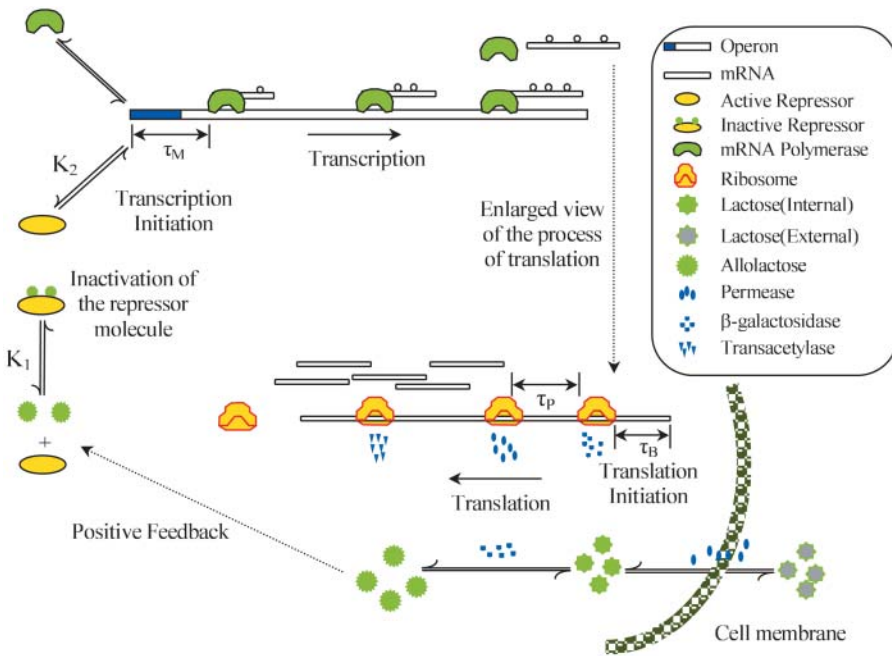 τM
Transcription
K2
Transcription
Initiation
Enlarged view
of the process
of translation
Inactivation of
the repressor
molecule
K1
+
τP
τB
Translation
Initiation
Translation
Positive Feedback
Cell membrane
Operon
mRNA
Active Repressor
Inactive Repressor
mRNA Polymerase
Ribosome
Lactose(Internal)
Lactose(External)
Allolactose
Permease
β-galactosidase
Transacetylase